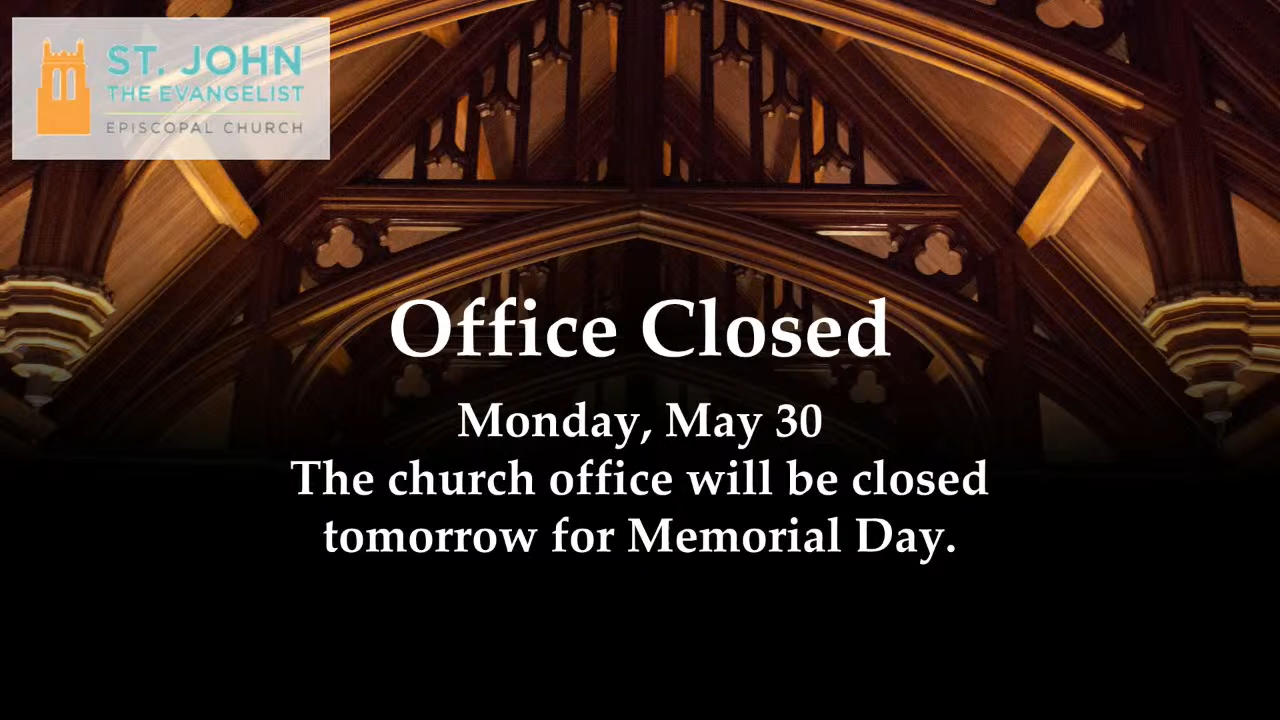 ST. JOHN
THE EVANGELIST
EPISCOPAL CHURCH
Office Closed
Monday, May 30
The church office will be closed
tomorrow for Memorial Day.